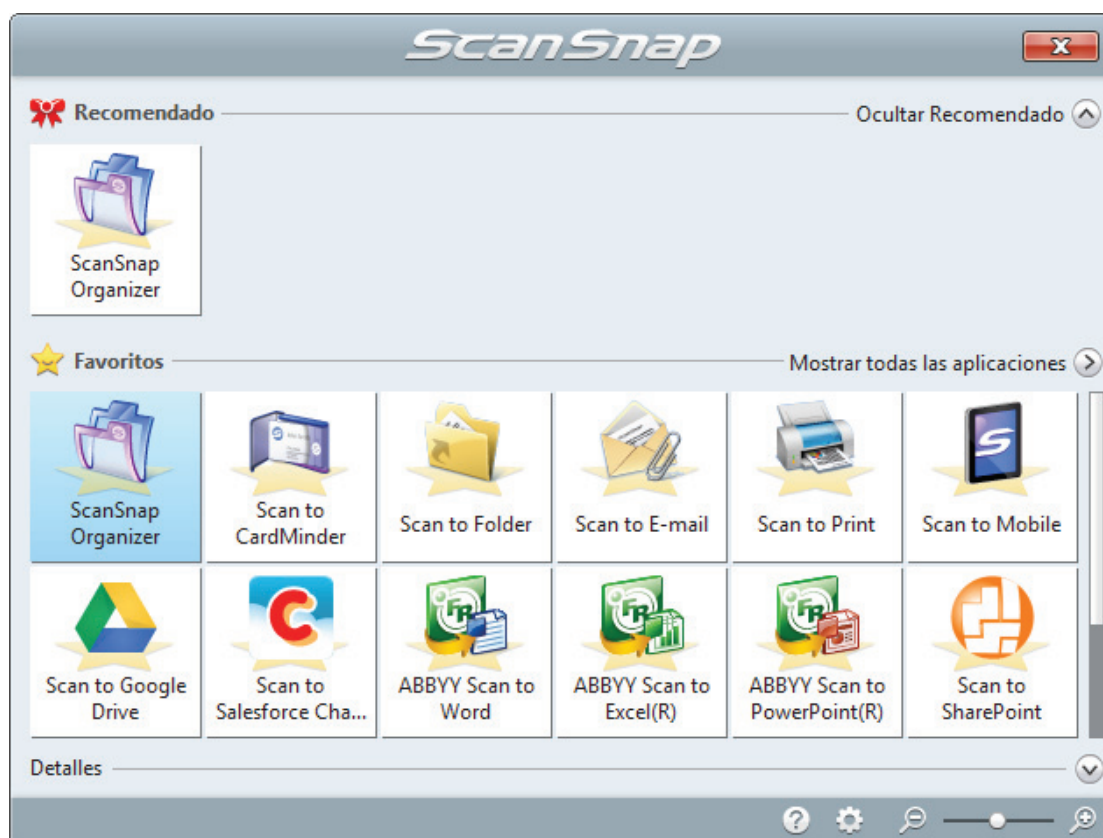 ScanSnap
Recomendado
Ocultar Recomendado
ScanSnap
Organizer
Favoritos
Mostrar todas las aplicaciones
ScanSnap
Organizer
Scan to
CardMinder
Scan to Folder
Scan to E-mail
Scan to Print
Scan to Mobile
Scan to Google
Drive
Scan to
Salesforce Cha...
ABBYY Scan to
Word
ABBYY Scan to
Excel(R)
ABBYY Scan to
PowerPoint(R)
Scan to
SharePoint
Detalles